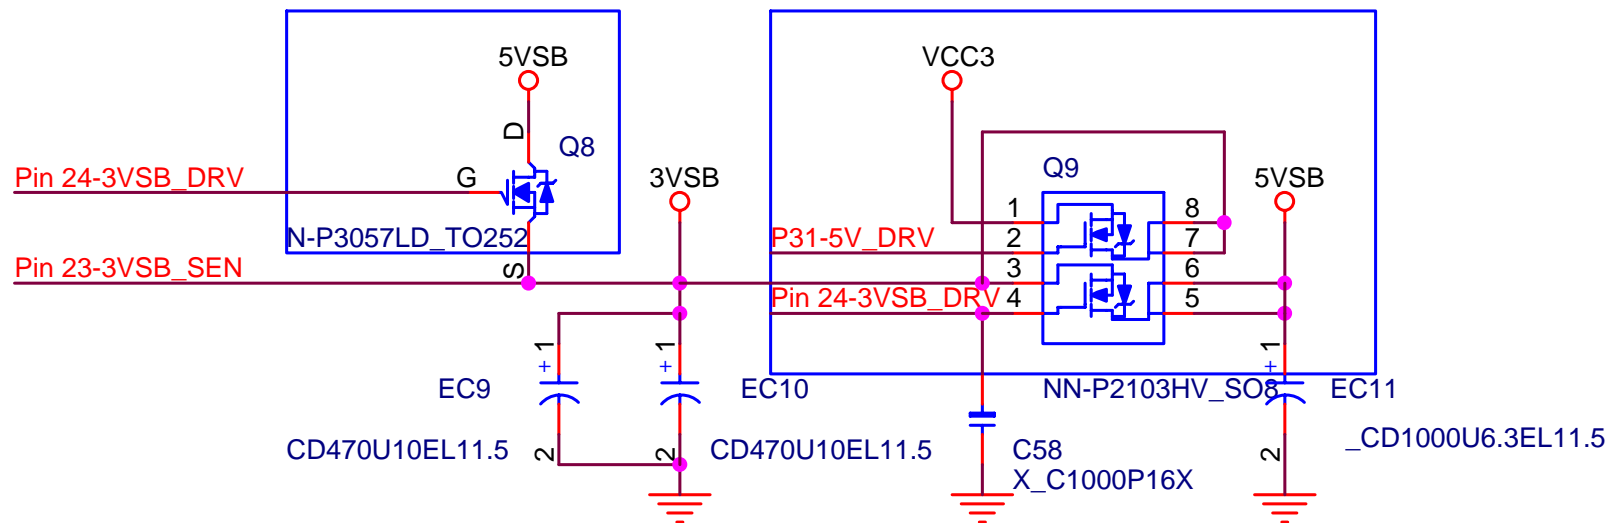 5VSB
VCC3
D
Q8
Pin 24-3VSB_DRV
G
3VSB
Q9
5VSB
1
8
N-P3057LD_TO252
P31-5V_DRV
2
7
Pin 23-3VSB_SEN
S
3
6
Pin 24-3VSB_DRV
4
5
1
+
1
+
1
+
EC9
EC10
NN-P2103HV_SO8
EC11
CD470U10EL11.5
2
2
CD470U10EL11.5
C58
2
_CD1000U6.3EL11.5
X_C1000P16X